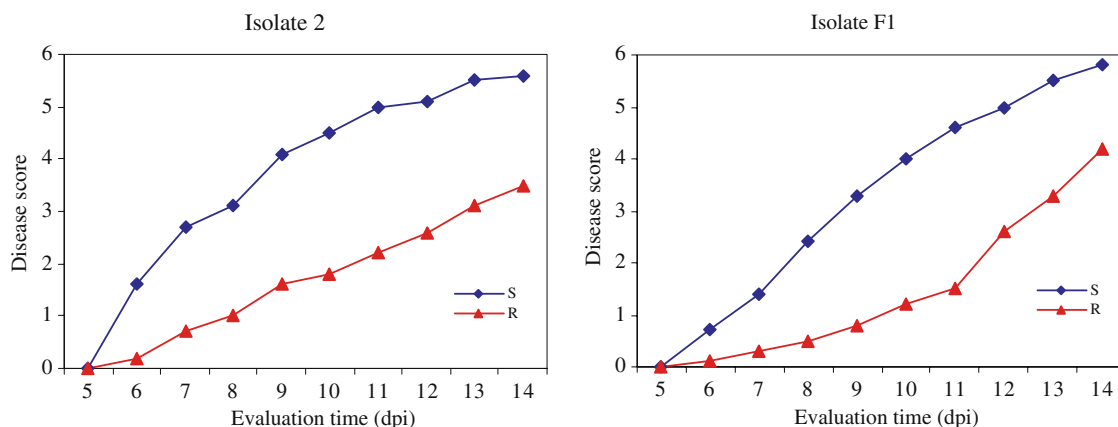 Isolate 2
6
5
4
3
2
1
0
Disease score
S
R
5 6 7 8 9 10 11 12 13 14
Evaluation time (dpi)
Isolate F1
6
5
4
3
2
1
0
Disease score
S
R
5 6 7 8 9 10 11 12 13 14
Evaluation time (dpi)